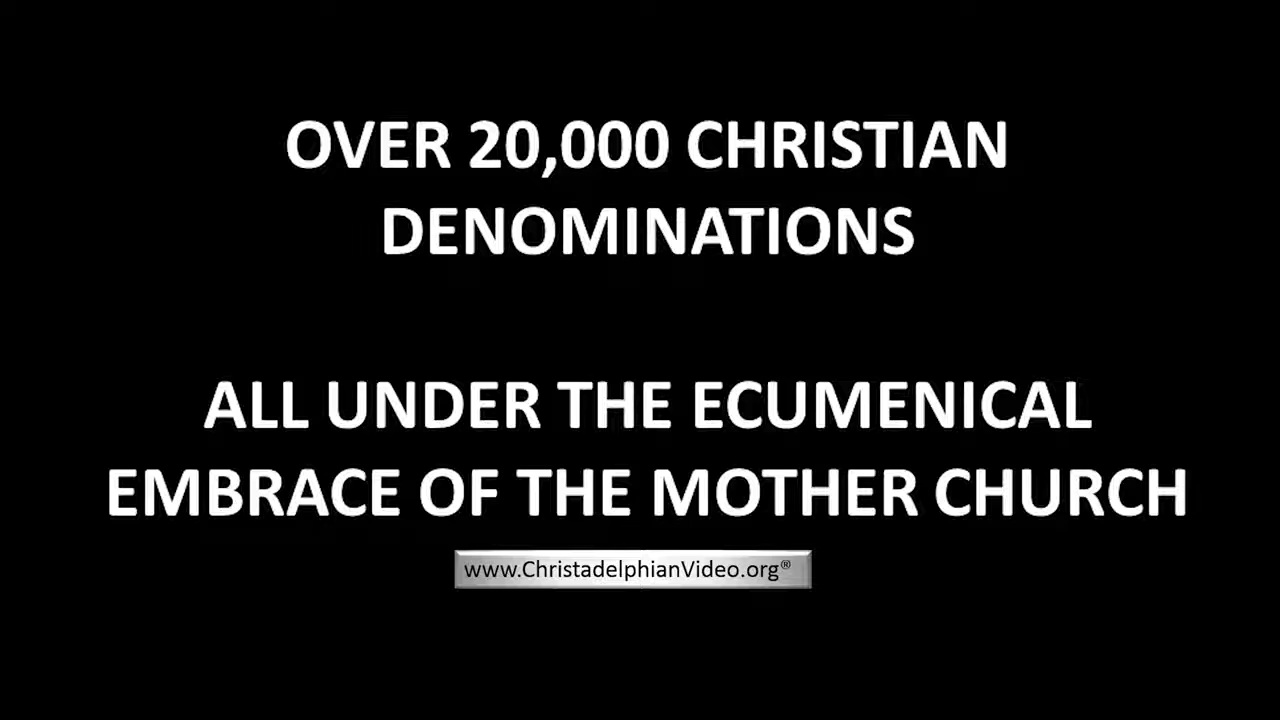 OVER 20,000 CHRISTIAN
DENOMINATIONS
ALL UNDER THE ECUMENICAL
EMBRACE OF THE MOTHER CHURCH
www.ChristadelphianVideo.org®